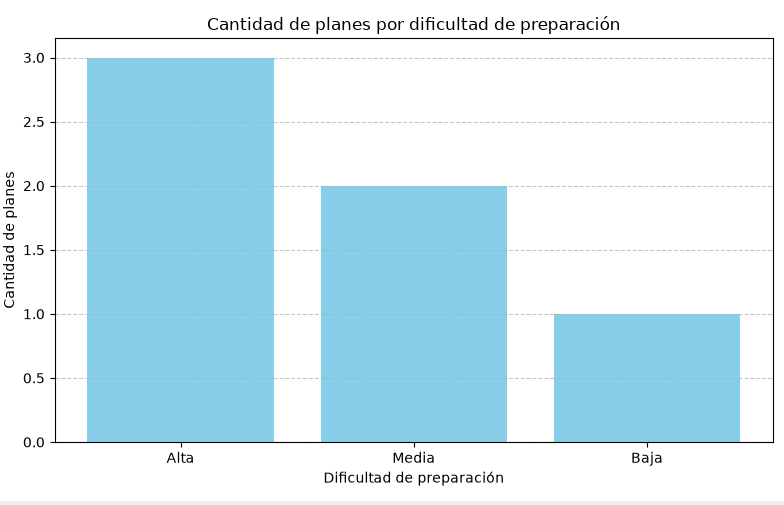 Cantidad de planes por dificultad de preparación
Cantidad de planes
3.0
2.5
2.0
1.5
1.0
0.5
0.0
Alta Media Baja
Dificultad de preparación